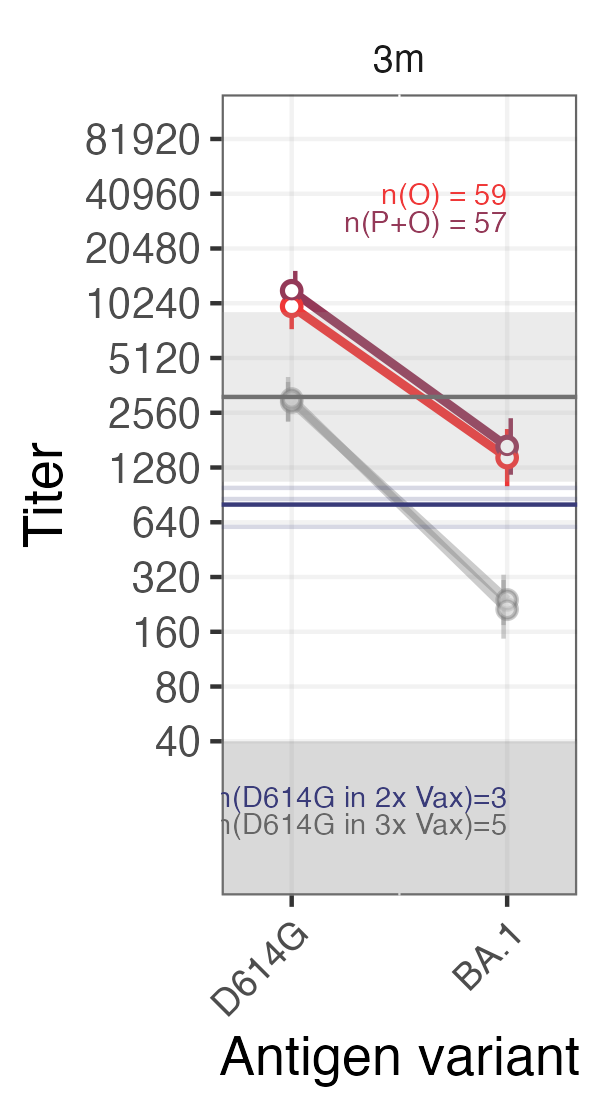 3m
81920
40960
20480
10240
5120
2560
1280
640
320
160
80
40
n(O) = 59
n(P+O) = 57
n(D614G in 2x Vax)=3
n(D614G in 3x Vax)=5
Titer
D614G
BA.1
Antigen variant